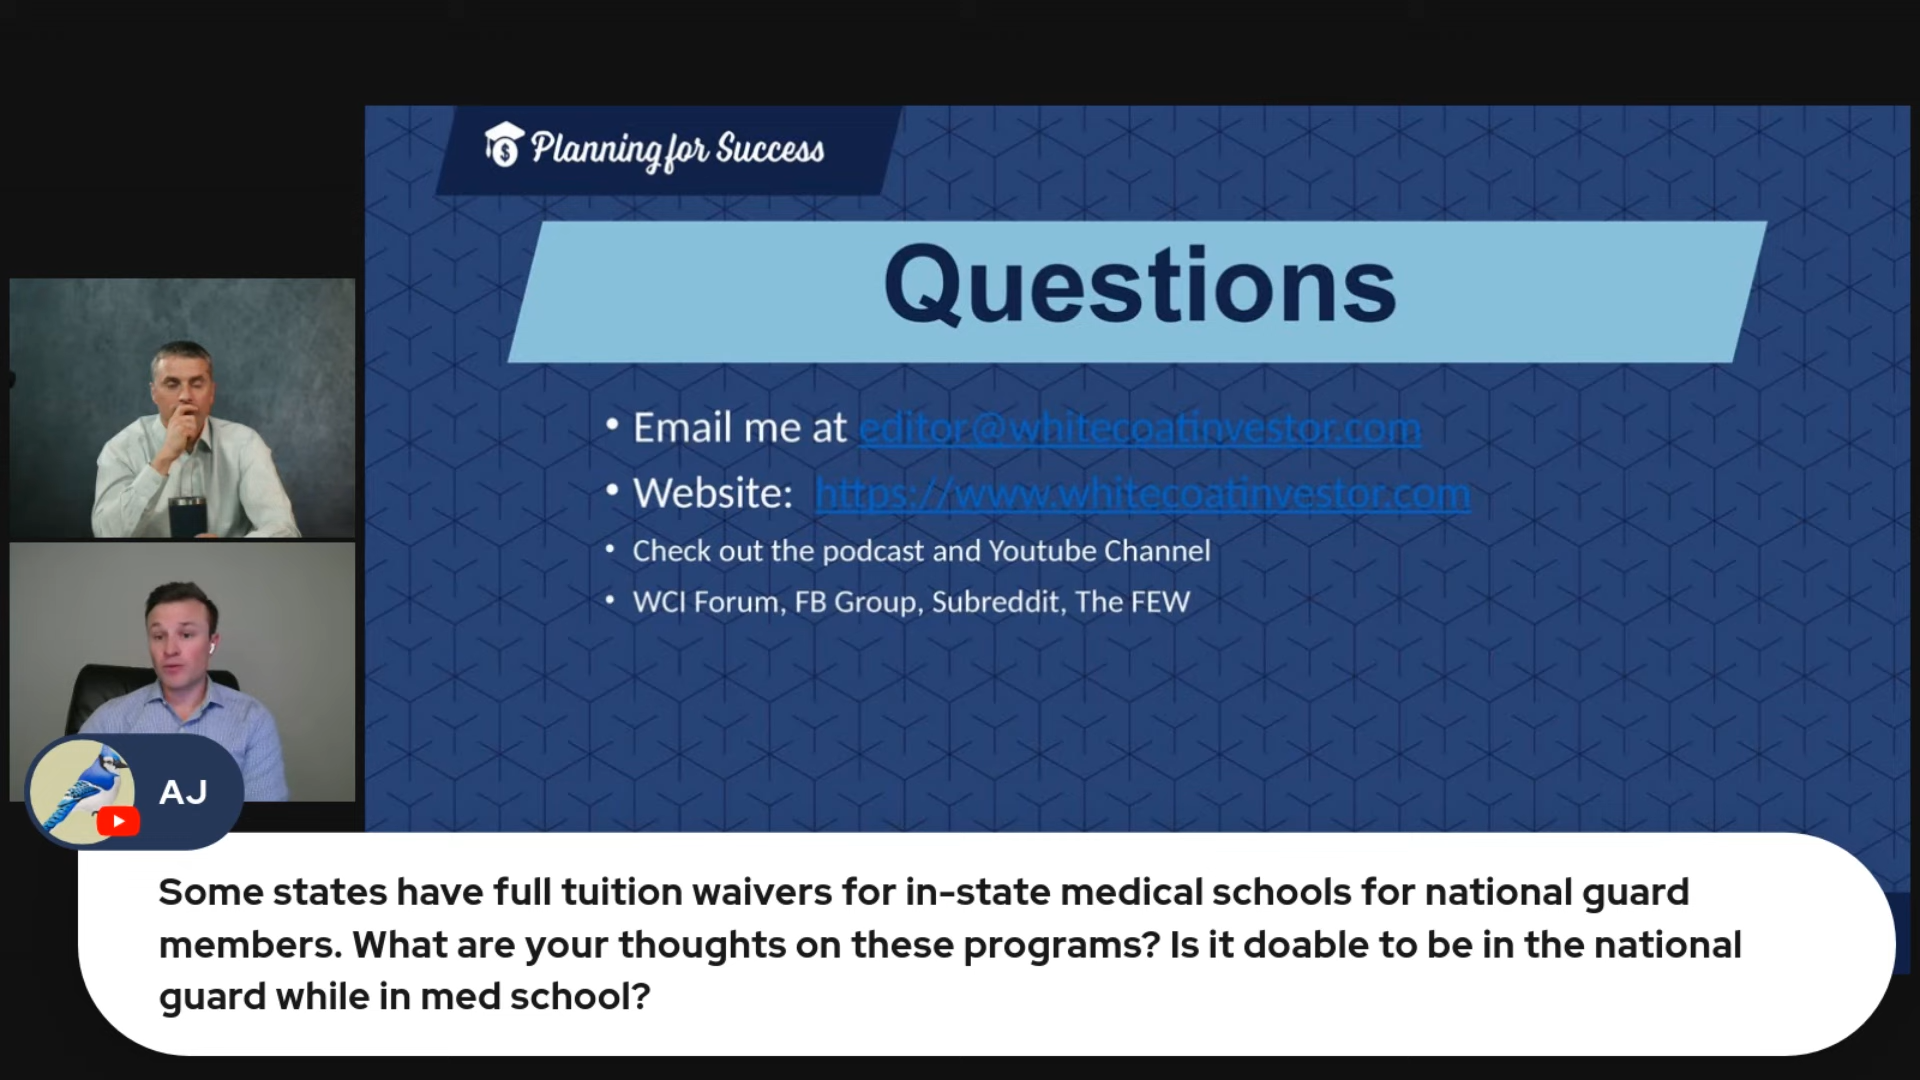 Planning for Success
Questions
• Email me at editor@whitecoatinvestor.com
• Website: https://www.whitecoatinvestor.com
• Check out the podcast and Youtube Channel
• WCI Forum, FB Group, Subreddit, The FEW
AJ
Some states have full tuition waivers for in-state medical schools for national guard
members. What are your thoughts on these programs? Is it doable to be in the national
guard while in med school?